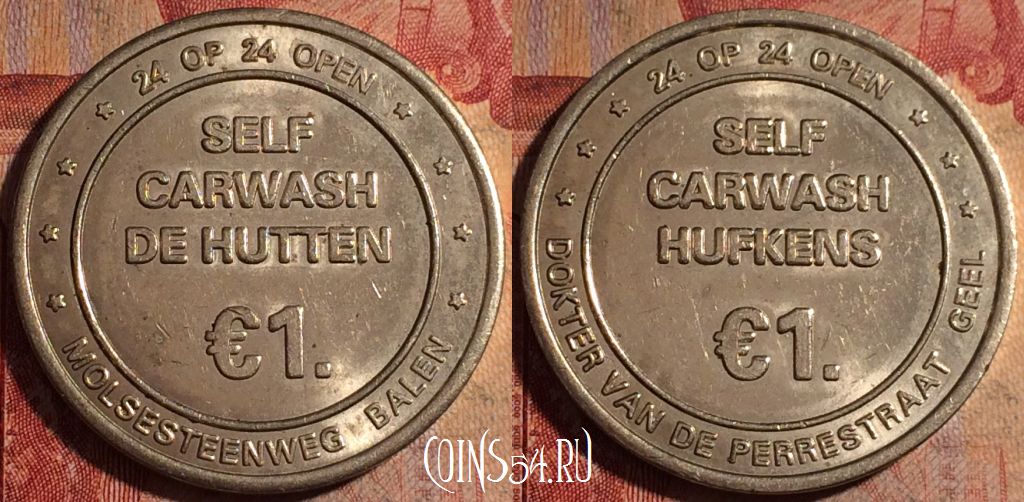 24 OP 24 OPEN
SELF
CARWASH
DE HUTTEN
€1.
MOLSESTEENWEG BALEN
24 OP 24 OPEN
SELF
CARWASH
HUFKENS
€1.
DOKTER VAN DE PERRESTRAAT GEEL
COINS54.RU